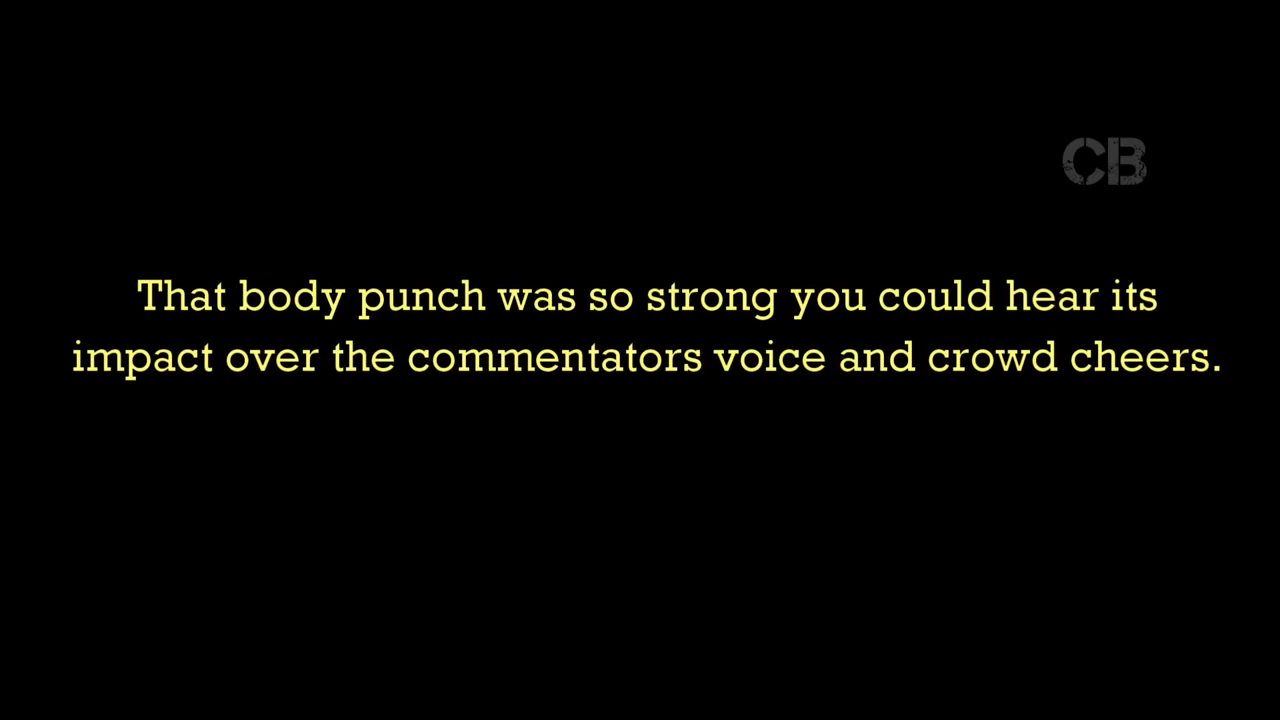 CB
That body punch was so strong you could hear its
impact over the commentators voice and crowd cheers.